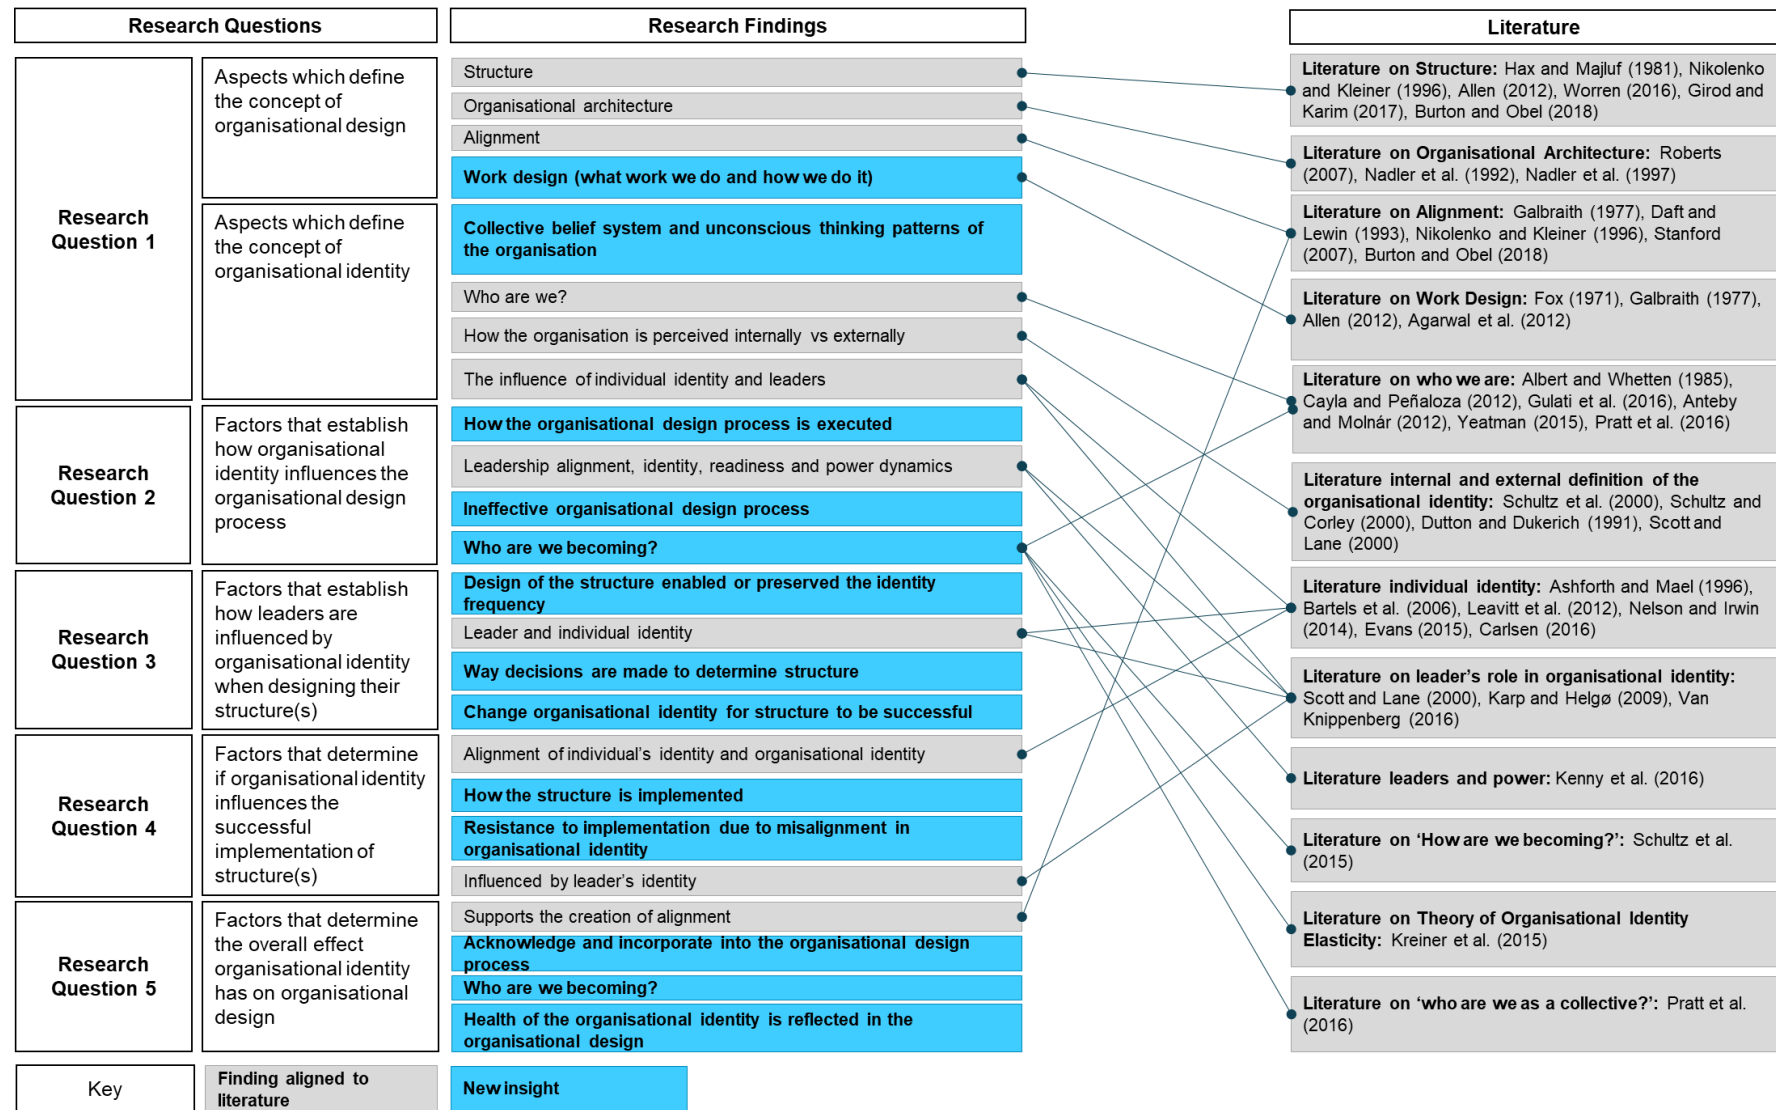 Research Questions
Research Findings
Literature
Research
Question 1
Aspects which define
the concept of
organisational design
Aspects which define
the concept of
organisational identity
Structure
Organisational architecture
Alignment
Work design (what work we do and how we do it)
Collective belief system and unconscious thinking patterns of
the organisation
Who are we?
How the organisation is perceived internally vs externally
The influence of individual identity and leaders
Research
Question 2
Factors that establish
how organisational
identity influences the
organisational design
process
How the organisational design process is executed
Leadership alignment, identity, readiness and power dynamics
Ineffective organisational design process
Who are we becoming?
Research
Question 3
Factors that establish
how leaders are
influenced by
organisational identity
when designing their
structure(s)
Design of the structure enabled or preserved the identity
frequency
Leader and individual identity
Way decisions are made to determine structure
Change organisational identity for structure to be successful
Research
Question 4
Factors that determine
if organisational identity
influences the
successful
implementation of
structure(s)
Alignment of individual's identity and organisational identity
How the structure is implemented
Resistance to implementation due to misalignment in
organisational identity
Influenced by leader's identity
Research
Question 5
Factors that determine
the overall effect
organisational identity
has on organisational
design
Supports the creation of alignment
Acknowledge and incorporate into the organisational design
process
Who are we becoming?
Health of the organisational identity is reflected in the
organisational design
Literature on Structure: Hax and Majluf (1981), Nikolenko
and Kleiner (1996), Allen (2012), Worren (2016), Girod and
Karim (2017), Burton and Obel (2018)
Literature on Organisational Architecture: Roberts
(2007), Nadler et al. (1992), Nadler et al. (1997)
Literature on Alignment: Galbraith (1977), Daft and
Lewin (1993), Nikolenko and Kleiner (1996), Stanford
(2007), Burton and Obel (2018)
Literature on Work Design: Fox (1971), Galbraith (1977),
Allen (2012), Agarwal et al. (2012)
Literature on who we are: Albert and Whetten (1985),
Cayla and Peñaloza (2012), Gulati et al. (2016), Anteby
and Molnár (2012), Yeatman (2015), Pratt et al. (2016)
Literature internal and external definition of the
organisational identity: Schultz et al. (2000), Schultz and
Corley (2000), Dutton and Dukerich (1991), Scott and
Lane (2000)
Literature individual identity: Ashforth and Mael (1996),
Bartels et al. (2006), Leavitt et al. (2012), Nelson and Irwin
(2014), Evans (2015), Carlsen (2016)
Literature on leader's role in organisational identity:
Scott and Lane (2000), Karp and Helgø (2009), Van
Knippenberg (2016)
Literature leaders and power: Kenny et al. (2016)
Literature on 'How are we becoming?': Schultz et al.
(2015)
Literature on Theory of Organisational Identity
Elasticity: Kreiner et al. (2015)
Literature on 'who are we as a collective?': Pratt et al.
(2016)
Key
Finding aligned to
literature
New insight